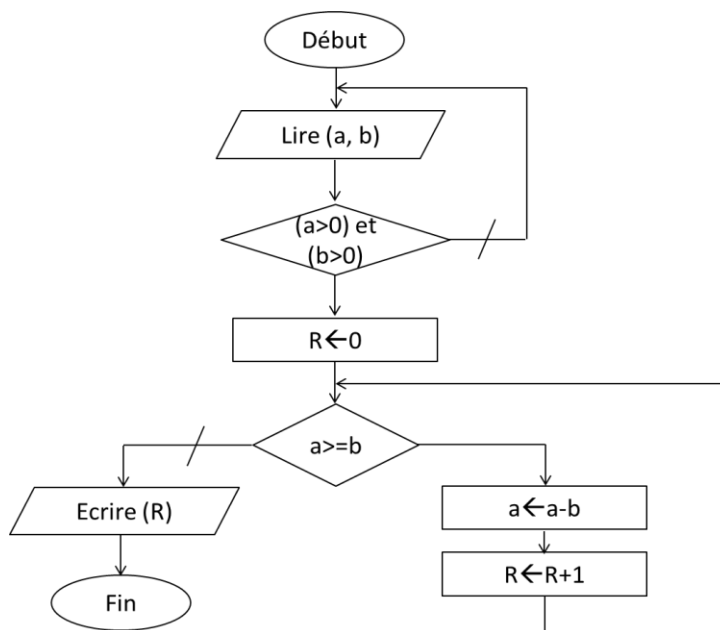 Début
Lire (a, b)
(a>0) et
(b>0)
R←0
a>=b
Ecrire (R)
a←a-b
R←R+1
Fin